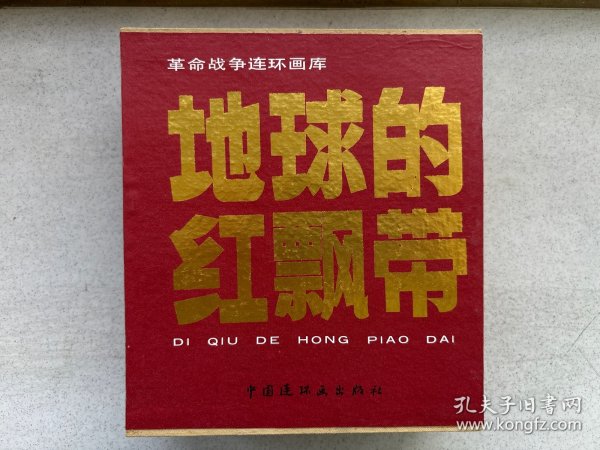 革命战争连环画库
地球的
红飘带
DI QIU DE HONG PIAO DAI
中国连环画出版社
孔夫子旧书网
www.kongfz.com